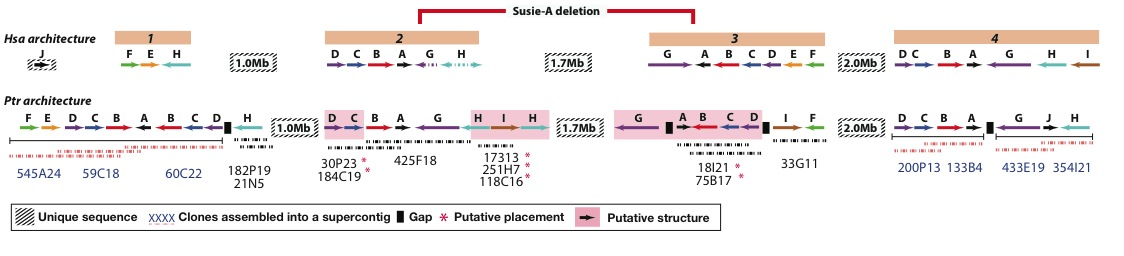 Susie-A deletion
Hsa architecture
1 2 3 4
J F E H 1.0Mb D C B A G H 1.7Mb G A B C D E F 2.0Mb D C B A G H I
Ptr architecture
F E D C B A B C D H 1.0Mb D C B A G H I H 1.7Mb G A B C D I F 2.0Mb D C B A G J H
545A24 59C18 60C22 182P19 30P23 * 425F18 17313 * 18I21 * 33G11 200P13 133B4 433E19 354I21
21N5 184C19 * 251H7 * 75B17 *
118C16 *
Unique sequence XXXX Clones assembled into a supercontig Gap * Putative placement Putative structure